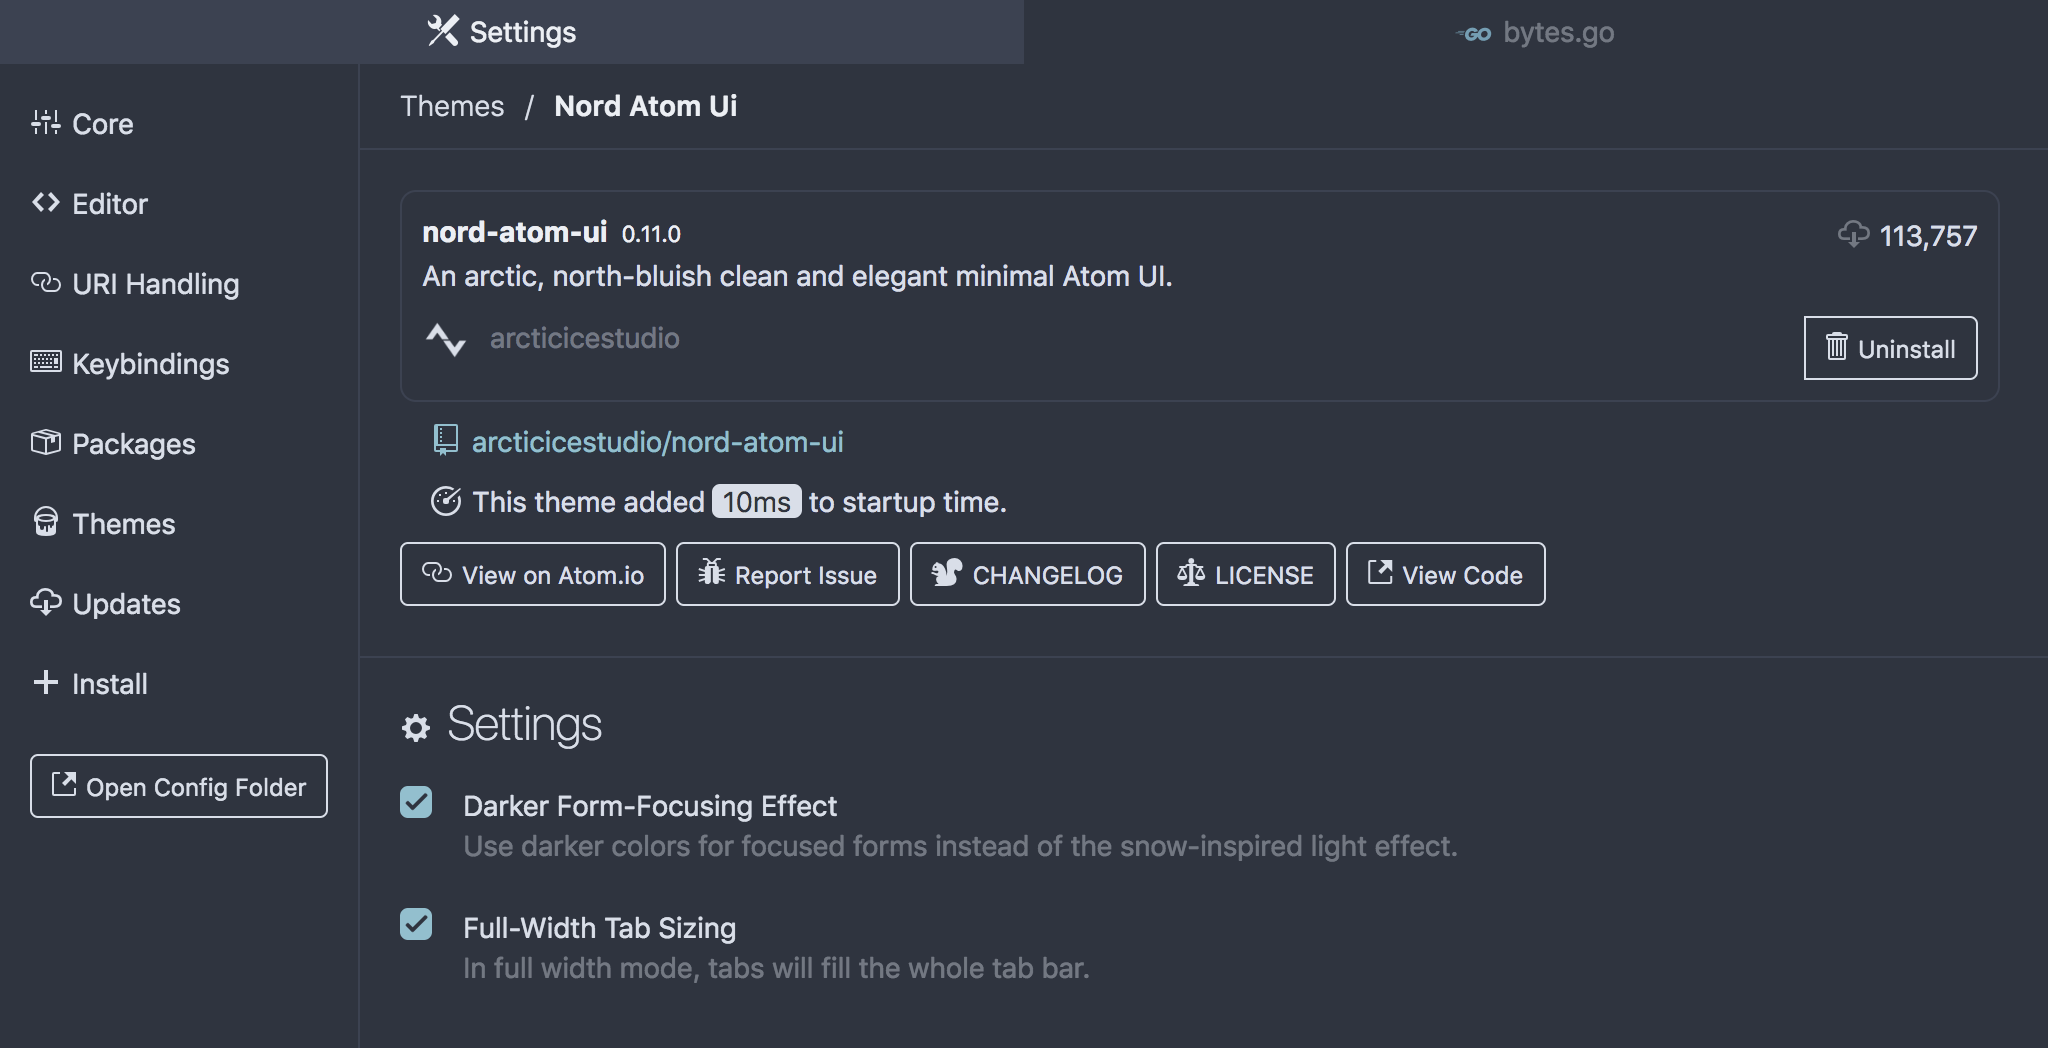 Settings
GO bytes.go
Core
Editor
URI Handling
Keybindings
Packages
Themes
Updates
Install
Open Config Folder
Themes / Nord Atom Ui
nord-atom-ui 0.11.0
113,757
An arctic, north-bluish clean and elegant minimal Atom UI.
arcticicestudio
Uninstall
arcticicestudio/nord-atom-ui
This theme added 10ms to startup time.
View on Atom.io
Report Issue
CHANGELOG
LICENSE
View Code
Settings
Darker Form-Focusing Effect
Use darker colors for focused forms instead of the snow-inspired light effect.
Full-Width Tab Sizing
In full width mode, tabs will fill the whole tab bar.